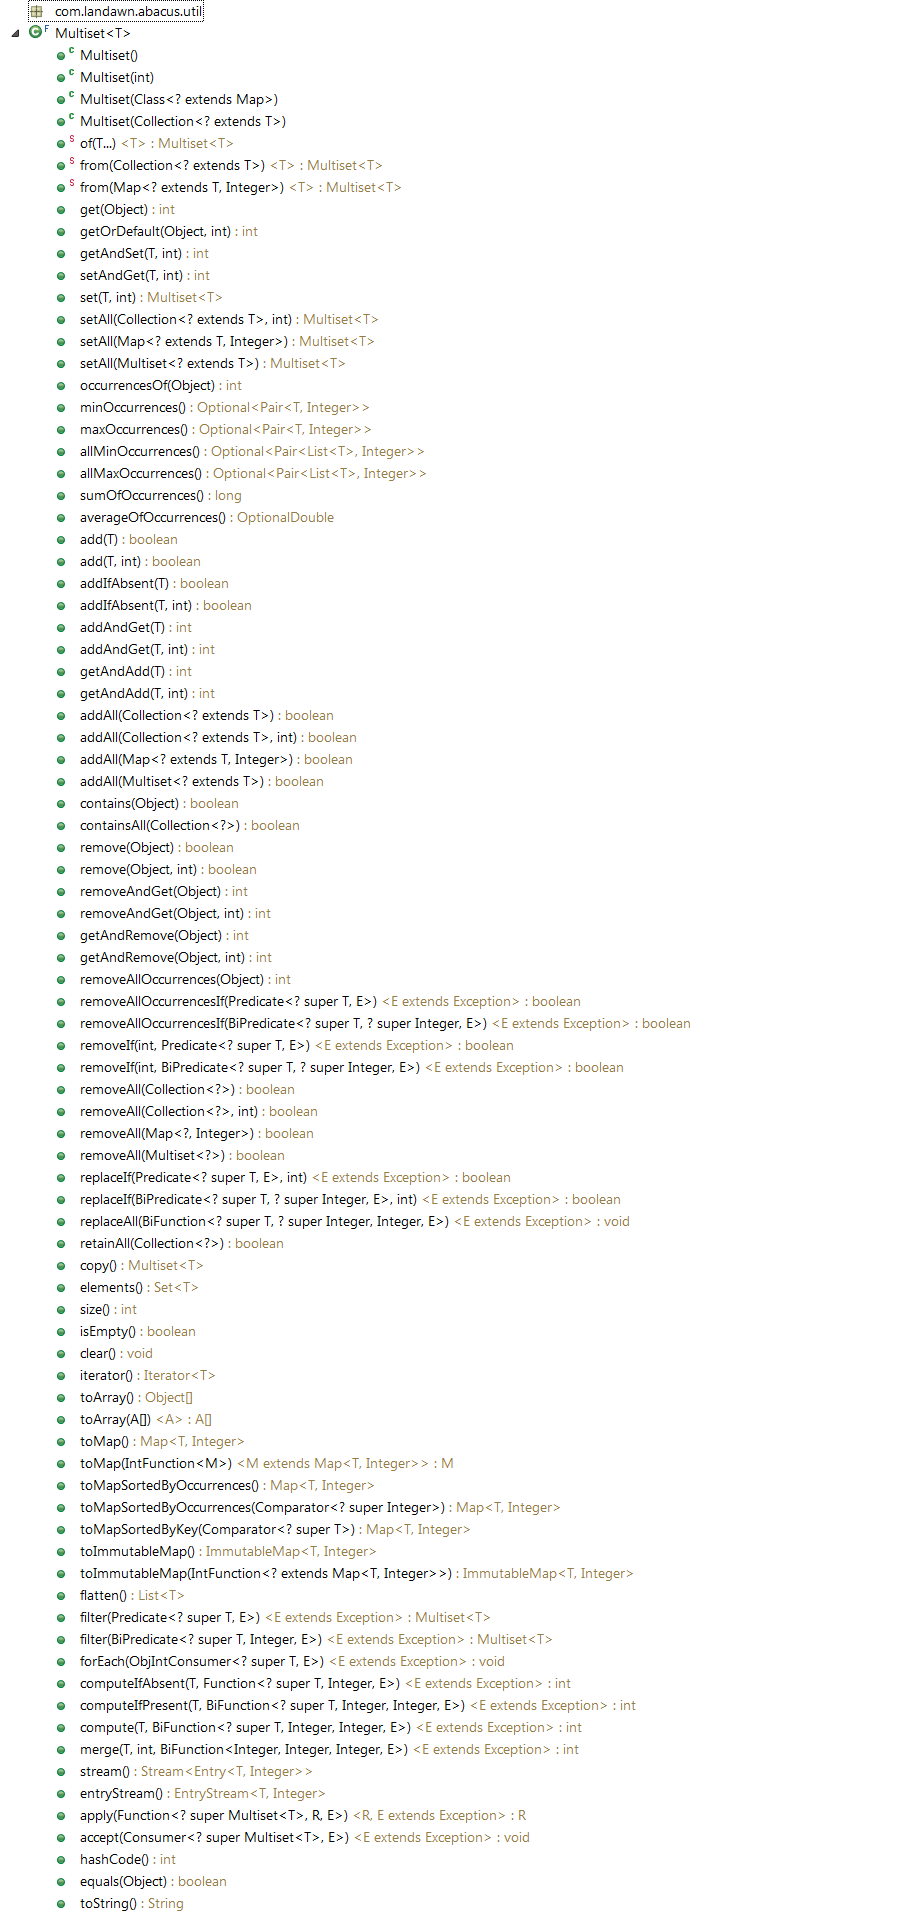 com.landawn.abacus.util
Multiset<T>
Multiset()
Multiset(int)
Multiset(Class<? extends Map>)
Multiset(Collection<? extends T>)
of(T...) <T> : Multiset<T>
from(Collection<? extends T>) <T> : Multiset<T>
from(Map<? extends T, Integer>) <T> : Multiset<T>
get(Object) : int
getOrDefault(Object, int) : int
getAndSet(T, int) : int
setAndGet(T, int) : int
set(T, int) : Multiset<T>
setAll(Collection<? extends T>, int) : Multiset<T>
setAll(Map<? extends T, Integer>) : Multiset<T>
setAll(Multiset<? extends T>) : Multiset<T>
occurrencesOf(Object) : int
minOccurrences() : Optional<Pair<T, Integer>>
maxOccurrences() : Optional<Pair<T, Integer>>
allMinOccurrences() : Optional<Pair<List<T>, Integer>>
allMaxOccurrences() : Optional<Pair<List<T>, Integer>>
sumOfOccurrences() : long
averageOfOccurrences() : OptionalDouble
add(T) : boolean
add(T, int) : boolean
addIfAbsent(T) : boolean
addIfAbsent(T, int) : boolean
addAndGet(T) : int
addAndGet(T, int) : int
getAndAdd(T) : int
getAndAdd(T, int) : int
addAll(Collection<? extends T>) : boolean
addAll(Collection<? extends T>, int) : boolean
addAll(Map<? extends T, Integer>) : boolean
addAll(Multiset<? extends T>) : boolean
contains(Object) : boolean
containsAll(Collection<?>) : boolean
remove(Object) : boolean
remove(Object, int) : boolean
removeAndGet(Object) : int
removeAndGet(Object, int) : int
getAndRemove(Object) : int
getAndRemove(Object, int) : int
removeAllOccurrences(Object) : int
removeAllOccurrencesIf(Predicate<? super T, E>) <E extends Exception> : boolean
removeAllOccurrencesIf(BiPredicate<? super T, ? super Integer, E>) <E extends Exception> : boolean
removeIf(int, Predicate<? super T, E>) <E extends Exception> : boolean
removeIf(int, BiPredicate<? super T, ? super Integer, E>) <E extends Exception> : boolean
removeAll(Collection<?>) : boolean
removeAll(Collection<?>, int) : boolean
removeAll(Map<?, Integer>) : boolean
removeAll(Multiset<?>) : boolean
replaceIf(Predicate<? super T, E>, int) <E extends Exception> : boolean
replaceIf(BiPredicate<? super T, ? super Integer, E>, int) <E extends Exception> : boolean
replaceAll(BiFunction<? super T, ? super Integer, Integer, E>) <E extends Exception> : void
retainAll(Collection<?>) : boolean
copy() : Multiset<T>
elements() : Set<T>
size() : int
isEmpty() : boolean
clear() : void
iterator() : Iterator<T>
toArray() : Object[]
toArray(A[]) <A> : A[]
toMap() : Map<T, Integer>
toMap(IntFunction<M>) <M extends Map<T, Integer>> : M
toMapSortedByOccurrences() : Map<T, Integer>
toMapSortedByOccurrences(Comparator<? super Integer>) : Map<T, Integer>
toMapSortedByKey(Comparator<? super T>) : Map<T, Integer>
toImmutableMap() : ImmutableMap<T, Integer>
toImmutableMap(IntFunction<? extends Map<T, Integer>>) : ImmutableMap<T, Integer>
flatten() : List<T>
filter(Predicate<? super T, E>) <E extends Exception> : Multiset<T>
filter(BiPredicate<? super T, Integer, E>) <E extends Exception> : Multiset<T>
forEach(ObjIntConsumer<? super T, E>) <E extends Exception> : void
computeIfAbsent(T, Function<? super T, Integer, E>) <E extends Exception> : int
computeIfPresent(T, BiFunction<? super T, Integer, Integer, E>) <E extends Exception> : int
compute(T, BiFunction<? super T, Integer, Integer, E>) <E extends Exception> : int
merge(T, int, BiFunction<Integer, Integer, Integer, E>) <E extends Exception> : int
stream() : Stream<Entry<T, Integer>>
entryStream() : EntryStream<T, Integer>
apply(Function<? super Multiset<T>, R, E>) <R, E extends Exception> : R
accept(Consumer<? super Multiset<T>, E>) <E extends Exception> : void
hashCode() : int
equals(Object) : boolean
toString() : String